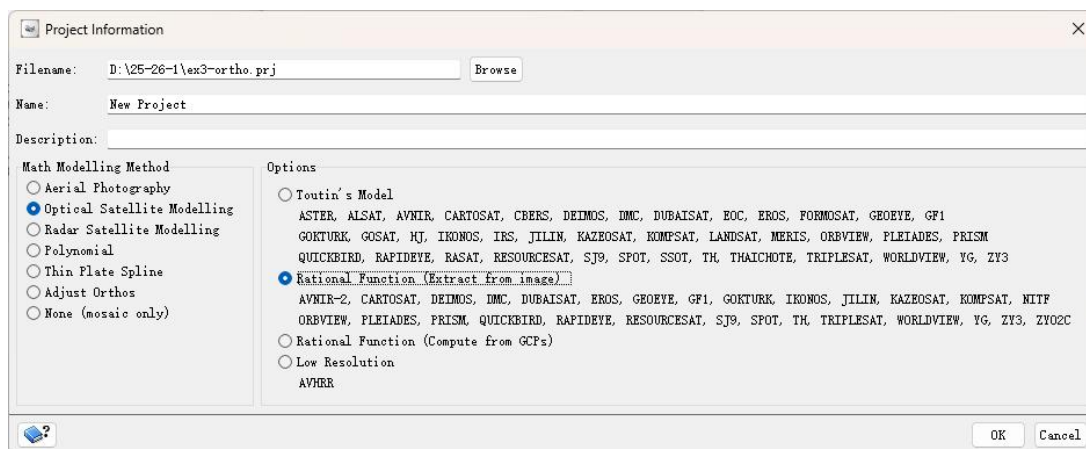 Project Information
Filename: D:\25-26-1\ex3-ortho.prj Browse
Name: New Project
Description:
Math Modelling Method
Aerial Photography
Optical Satellite Modelling
Radar Satellite Modelling
Polynomial
Thin Plate Spline
Adjust Orthos
None (mosaic only)
Options
Toutin's Model
ASTER, ALSAT, AVNIR, CARTOSAT, CBERS, DEIMOS, DMC, DUBAISAT, EOC, EROS, FORMOSAT, GEOEYE, GF1
GOKTURK, GOSAT, HJ, IKONOS, IRS, JILIN, KAZEOSAT, KOMPSAT, LANDSAT, MERIS, ORBVIEW, PLEIADES, PRISM
QUICKBIRD, RAPIDEYE, RASAT, RESOURCESAT, SJ9, SPOT, SSOT, TH, THAICHOTE, TRIPLESAT, WORLDVIEW, YG, ZY3
Rational Function (Extract from image)
AVNIR-2, CARTOSAT, DEIMOS, DMC, DUBAISAT, EROS, GEOEYE, GF1, GOKTURK, IKONOS, JILIN, KAZEOSAT, KOMPSAT, NITF
ORBVIEW, PLEIADES, PRISM, QUICKBIRD, RAPIDEYE, RESOURCESAT, SJ9, SPOT, TH, TRIPLESAT, WORLDVIEW, YG, ZY3, ZY02C
Rational Function (Compute from GCPs)
Low Resolution
AVHRR
OK Cancel